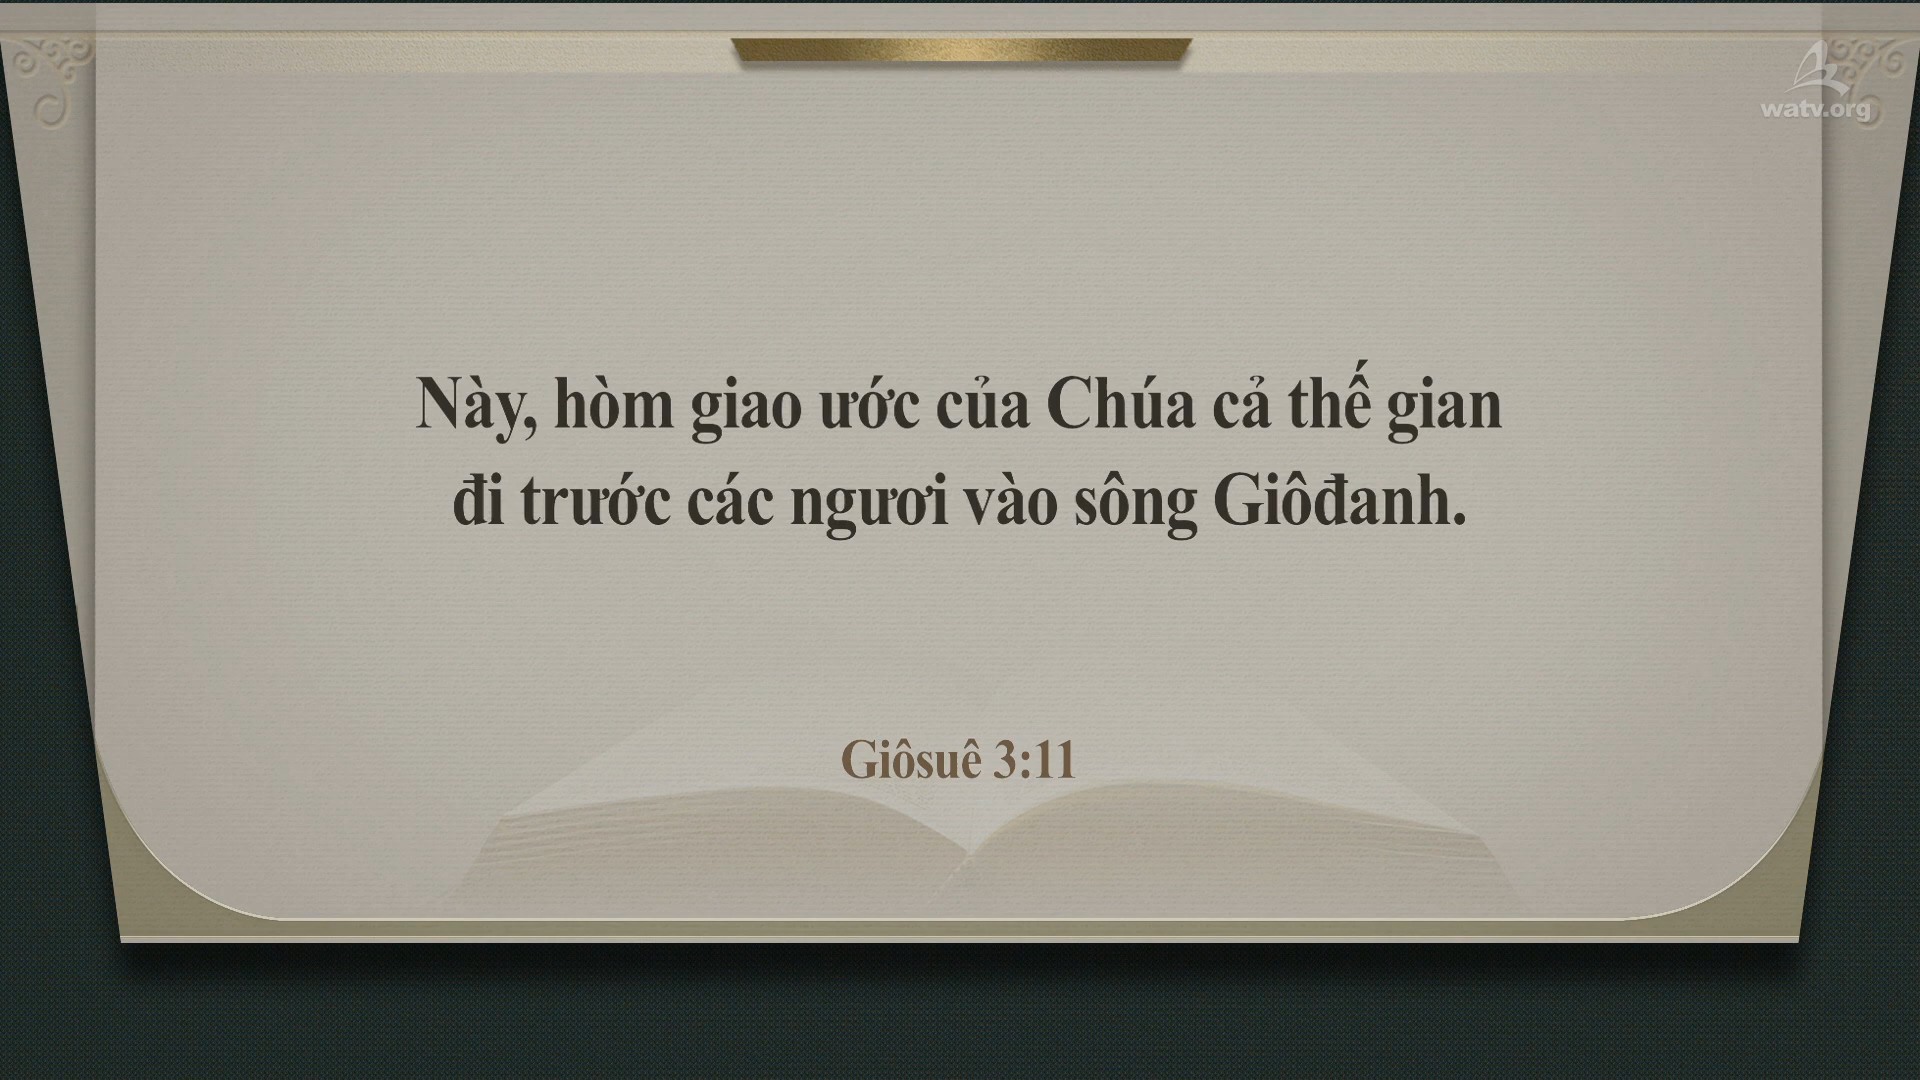 watv.org
Này, hòm giao ước của Chúa cả thế gian
đi trước các ngươi vào sông Giôđanh.
Giôsuê 3:11